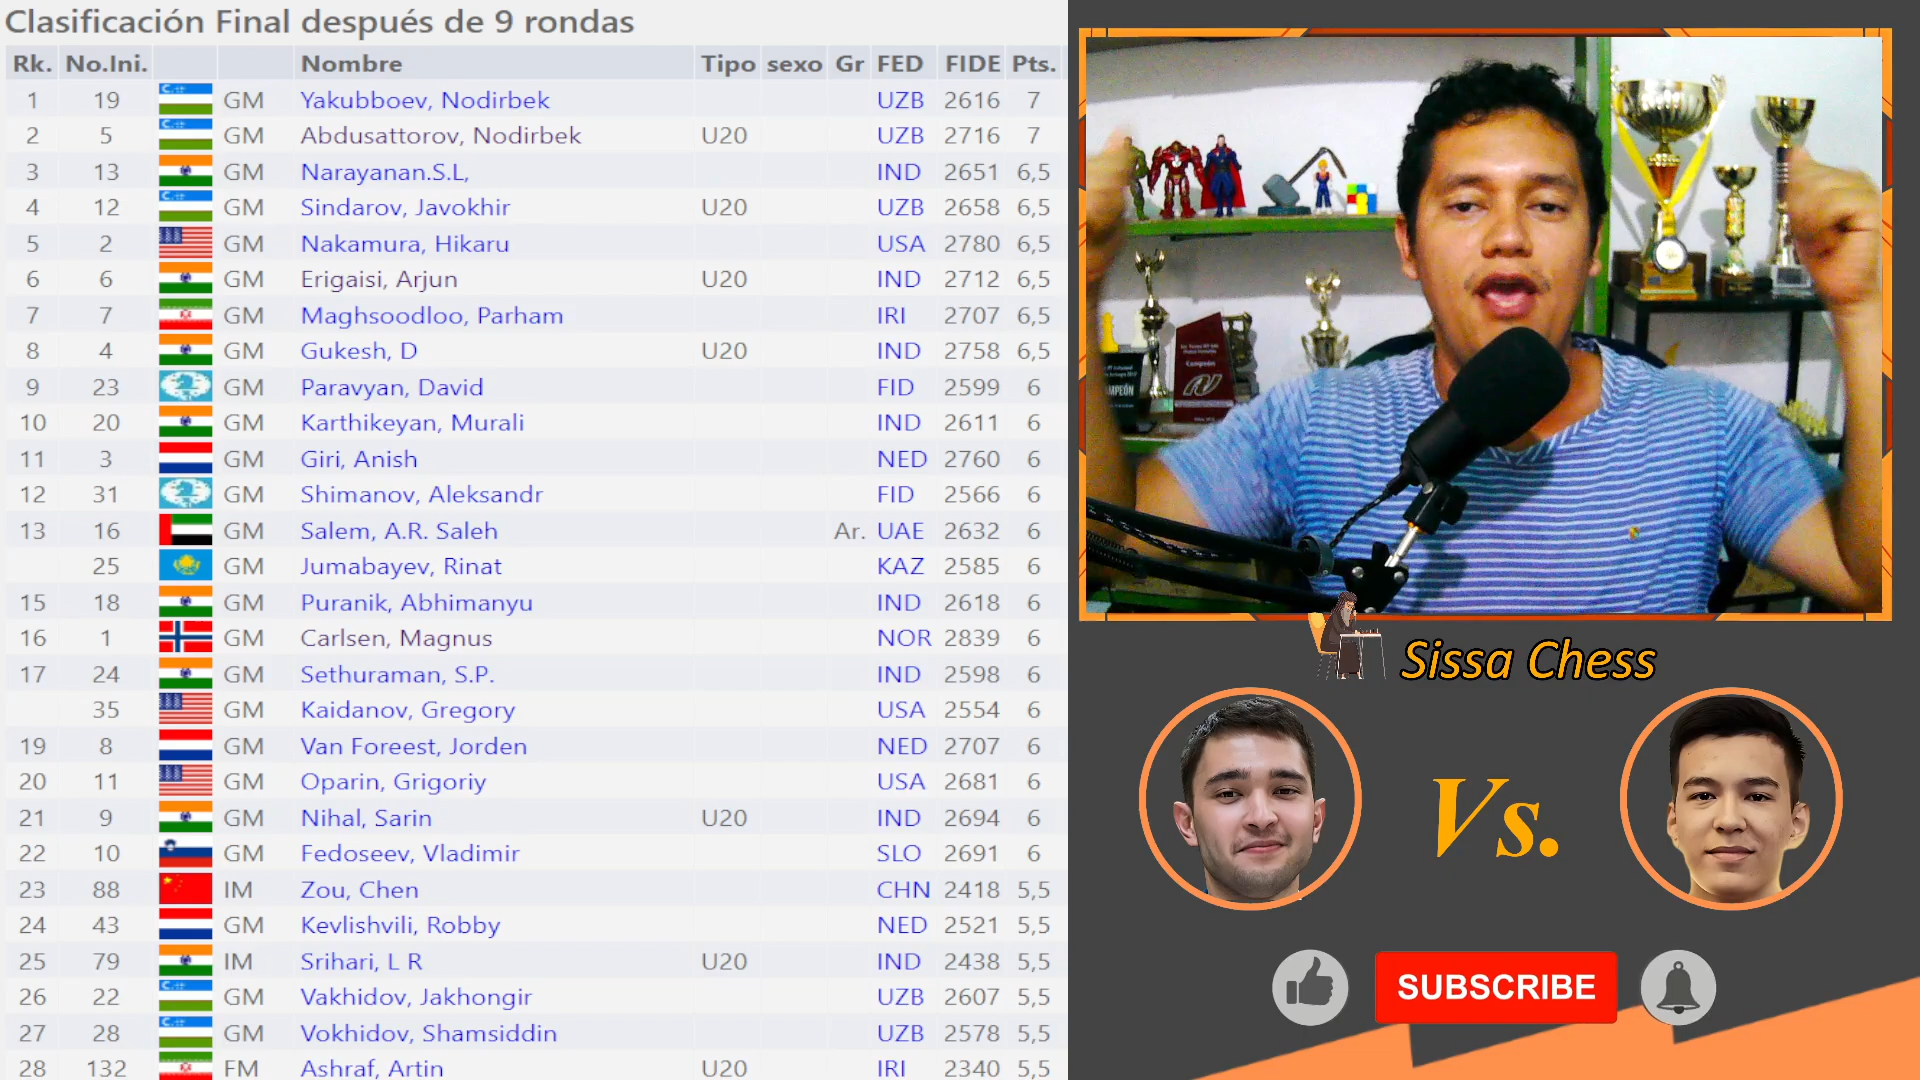 Clasificación Final después de 9 rondas
Rk. No.Ini. Nombre Tipo sexo Gr FED FIDE Pts.
1 19 GM Yakubboev, Nodirbek UZB 2616 7
2 5 GM Abdusattorov, Nodirbek U20 UZB 2716 7
3 13 GM Narayanan.S.L, IND 2651 6,5
4 12 GM Sindarov, Javokhir U20 UZB 2658 6,5
5 2 GM Nakamura, Hikaru USA 2780 6,5
6 6 GM Erigaisi, Arjun U20 IND 2712 6,5
7 7 GM Maghsoodloo, Parham IRI 2707 6,5
8 4 GM Gukesh, D U20 IND 2758 6,5
9 23 GM Paravyan, David FID 2599 6
10 20 GM Karthikeyan, Murali IND 2611 6
11 3 GM Giri, Anish NED 2760 6
12 31 GM Shimanov, Aleksandr FID 2566 6
13 16 GM Salem, A.R. Saleh Ar. UAE 2632 6
25 GM Jumabayev, Rinat KAZ 2585 6
15 18 GM Puranik, Abhimanyu IND 2618 6
16 1 GM Carlsen, Magnus NOR 2839 6
17 24 GM Sethuraman, S.P. IND 2598 6
35 GM Kaidanov, Gregory USA 2554 6
19 8 GM Van Foreest, Jorden NED 2707 6
20 11 GM Oparin, Grigoriy USA 2681 6
21 9 GM Nihal, Sarin U20 IND 2694 6
22 10 GM Fedoseev, Vladimir SLO 2691 6
23 88 IM Zou, Chen CHN 2418 5,5
24 43 GM Kevlishvili, Robby NED 2521 5,5
25 79 IM Srihari, L R U20 IND 2438 5,5
26 22 GM Vakhidov, Jakhongir UZB 2607 5,5
27 28 GM Vokhidov, Shamsiddin UZB 2578 5,5
28 132 FM Ashraf, Artin U20 IRI 2340 5,5
Campeón
Sissa Chess
Vs.
SUBSCRIBE